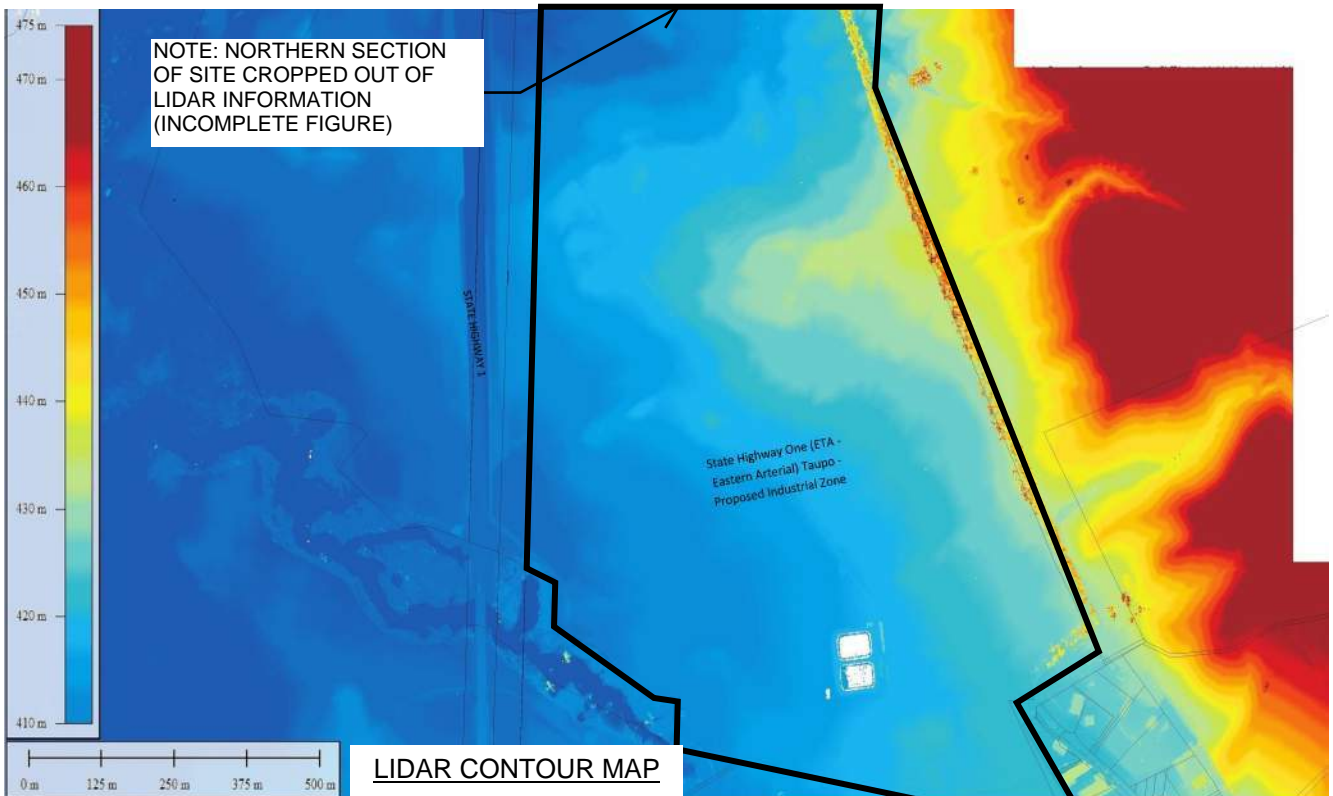 475 m
470 m
460 m
450 m
440 m
430 m
420 m
410 m
NOTE: NORTHERN SECTION
OF SITE CROPPED OUT OF
LIDAR INFORMATION
(INCOMPLETE FIGURE)
STATE HIGHWAY 1
State Highway One (ETA -
Eastern Arterial) Taupo -
Proposed Industrial Zone
0 m 125 m 250 m 375 m 500 m
LIDAR CONTOUR MAP